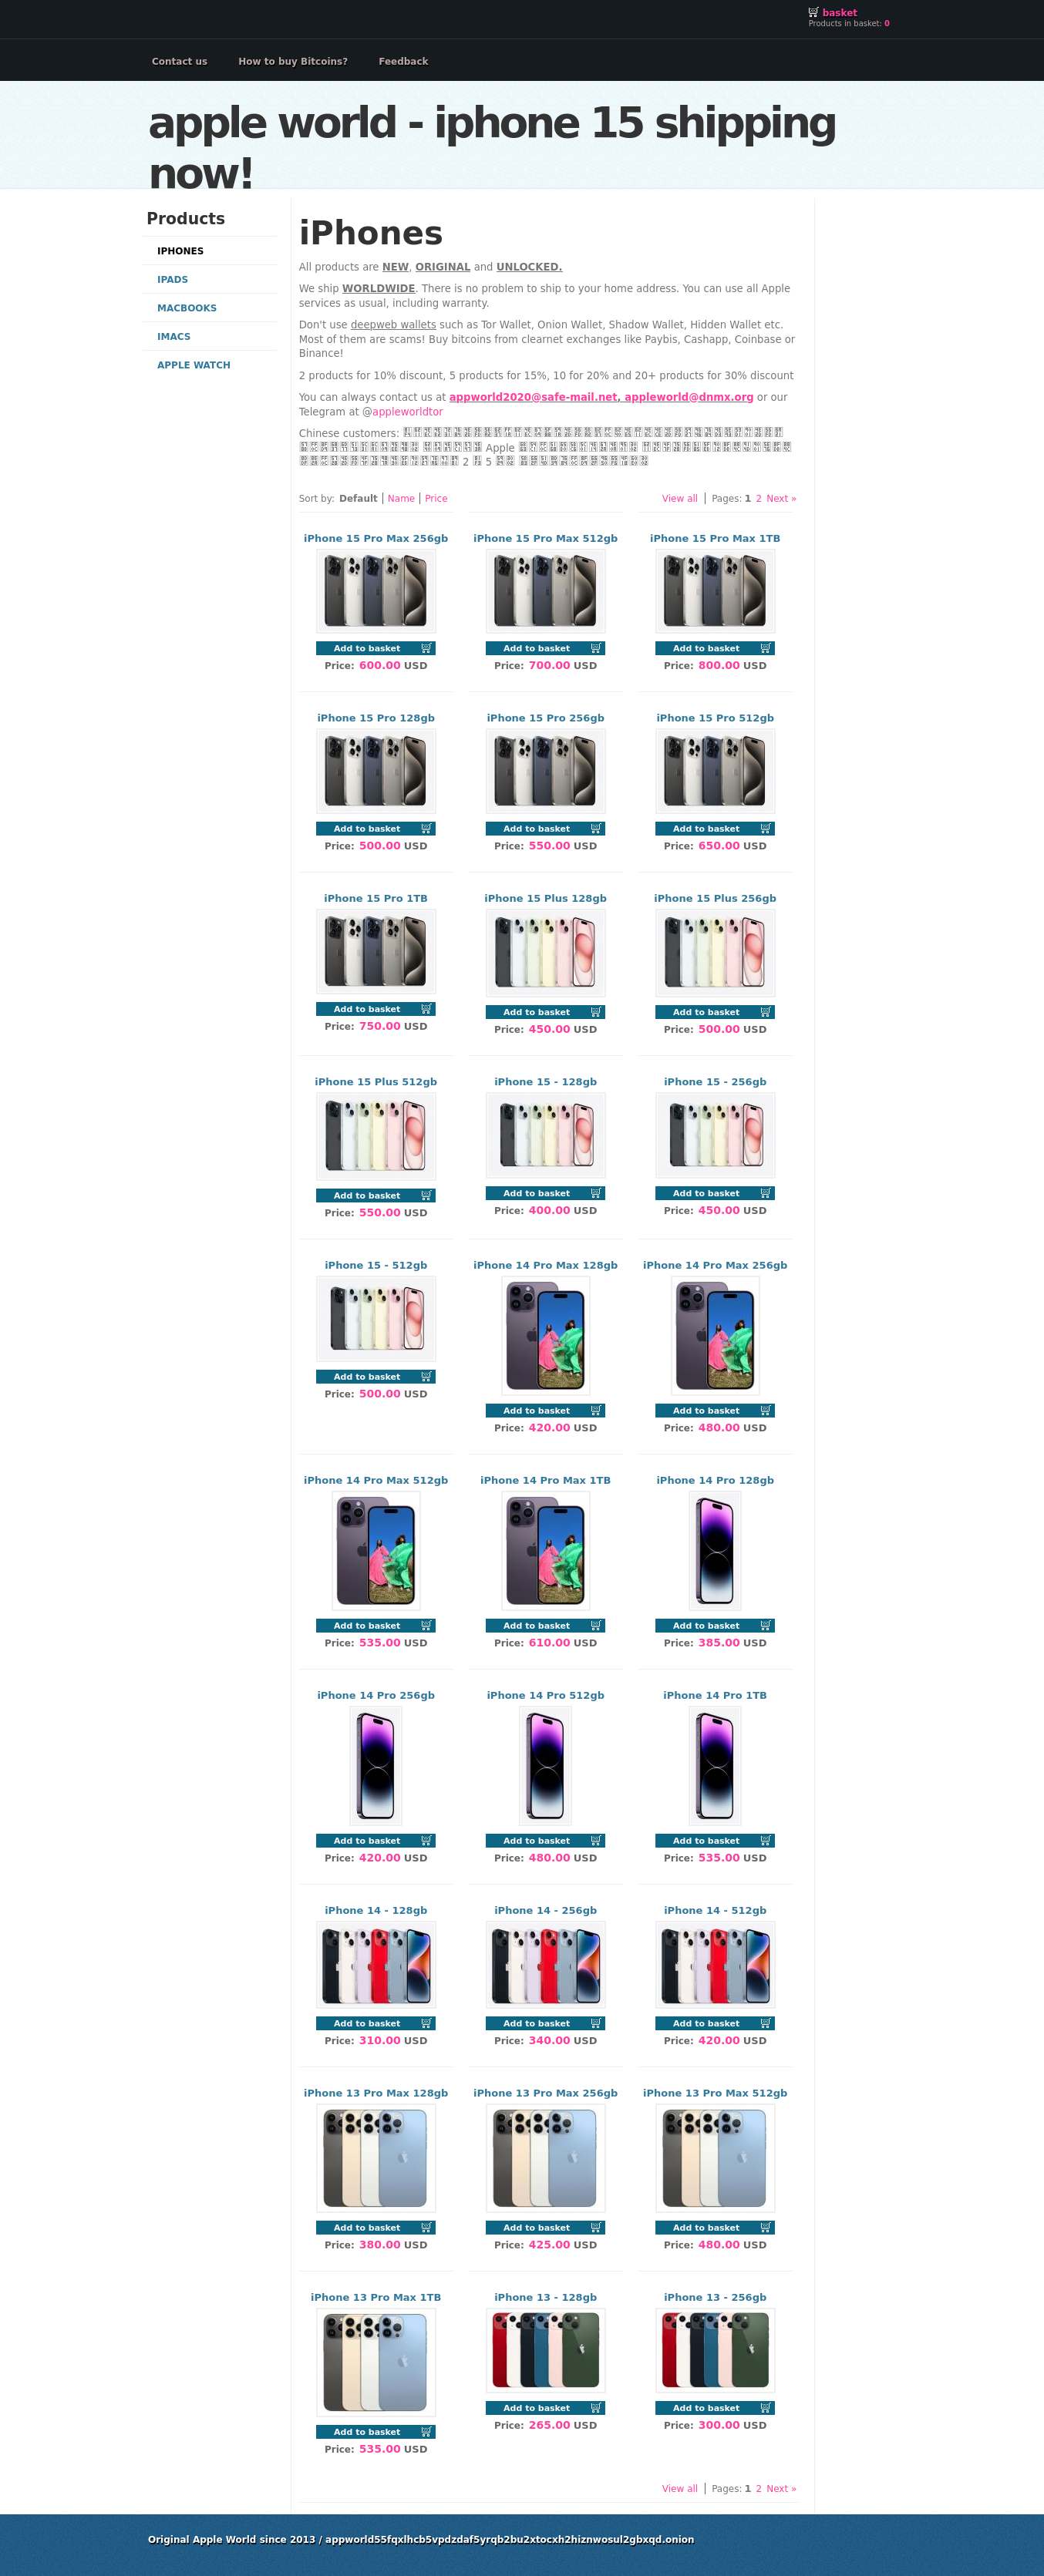 basket
Products in basket: 0
Contact us How to buy Bitcoins? Feedback
apple world - iphone 15 shipping
now!
Products
IPHONES
IPADS
MACBOOKS
IMACS
APPLE WATCH
iPhones
All products are NEW, ORIGINAL and UNLOCKED.
We ship WORLDWIDE. There is no problem to ship to your home address. You can use all Apple
services as usual, including warranty.
Don't use deepweb wallets such as Tor Wallet, Onion Wallet, Shadow Wallet, Hidden Wallet etc.
Most of them are scams! Buy bitcoins from clearnet exchanges like Paybis, Cashapp, Coinbase or
Binance!
2 products for 10% discount, 5 products for 15%, 10 for 20% and 20+ products for 30% discount
You can always contact us at appworld2020@safe-mail.net, appleworld@dnmx.org or our
Telegram at @appleworldtor
Chinese customers:
Apple
2 5
Sort by: Default | Name | Price View all | Pages: 1 2 Next »
iPhone 15 Pro Max 256gb iPhone 15 Pro Max 512gb iPhone 15 Pro Max 1TB
Add to basket Add to basket Add to basket
Price: 600.00 USD Price: 700.00 USD Price: 800.00 USD
iPhone 15 Pro 128gb iPhone 15 Pro 256gb iPhone 15 Pro 512gb
Add to basket Add to basket Add to basket
Price: 500.00 USD Price: 550.00 USD Price: 650.00 USD
iPhone 15 Pro 1TB iPhone 15 Plus 128gb iPhone 15 Plus 256gb
Add to basket Add to basket Add to basket
Price: 750.00 USD Price: 450.00 USD Price: 500.00 USD
iPhone 15 Plus 512gb iPhone 15 - 128gb iPhone 15 - 256gb
Add to basket Add to basket Add to basket
Price: 550.00 USD Price: 400.00 USD Price: 450.00 USD
iPhone 15 - 512gb iPhone 14 Pro Max 128gb iPhone 14 Pro Max 256gb
Add to basket Add to basket Add to basket
Price: 500.00 USD Price: 420.00 USD Price: 480.00 USD
iPhone 14 Pro Max 512gb iPhone 14 Pro Max 1TB iPhone 14 Pro 128gb
Add to basket Add to basket Add to basket
Price: 535.00 USD Price: 610.00 USD Price: 385.00 USD
iPhone 14 Pro 256gb iPhone 14 Pro 512gb iPhone 14 Pro 1TB
Add to basket Add to basket Add to basket
Price: 420.00 USD Price: 480.00 USD Price: 535.00 USD
iPhone 14 - 128gb iPhone 14 - 256gb iPhone 14 - 512gb
Add to basket Add to basket Add to basket
Price: 310.00 USD Price: 340.00 USD Price: 420.00 USD
iPhone 13 Pro Max 128gb iPhone 13 Pro Max 256gb iPhone 13 Pro Max 512gb
Add to basket Add to basket Add to basket
Price: 380.00 USD Price: 425.00 USD Price: 480.00 USD
iPhone 13 Pro Max 1TB iPhone 13 - 128gb iPhone 13 - 256gb
Add to basket Add to basket Add to basket
Price: 535.00 USD Price: 265.00 USD Price: 300.00 USD
View all | Pages: 1 2 Next »
Original Apple World since 2013 / appworld55fqxlhcb5vpdzdaf5yrqb2bu2xtocxh2hiznwosul2gbxqd.onion